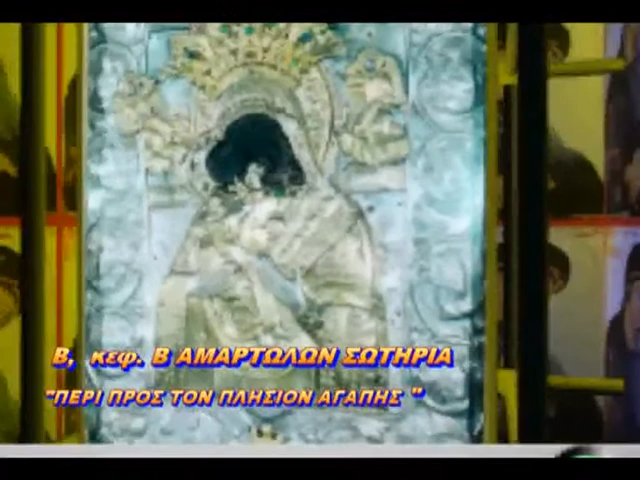 Β, κεφ. Β ΑΜΑΡΤΩΛΩΝ ΣΩΤΗΡΙΑ
"ΠΕΡΙ ΠΡΟΣ ΤΟΝ ΠΛΗΣΙΟΝ ΑΓΑΠΗΣ "